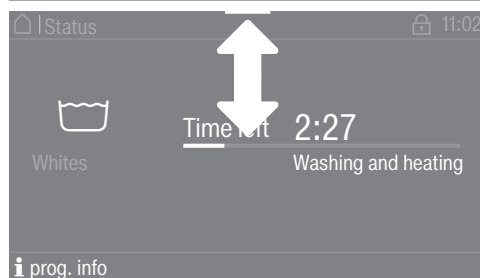 Status 11:02
Time left 2:27
Whites Washing and heating
i prog. info